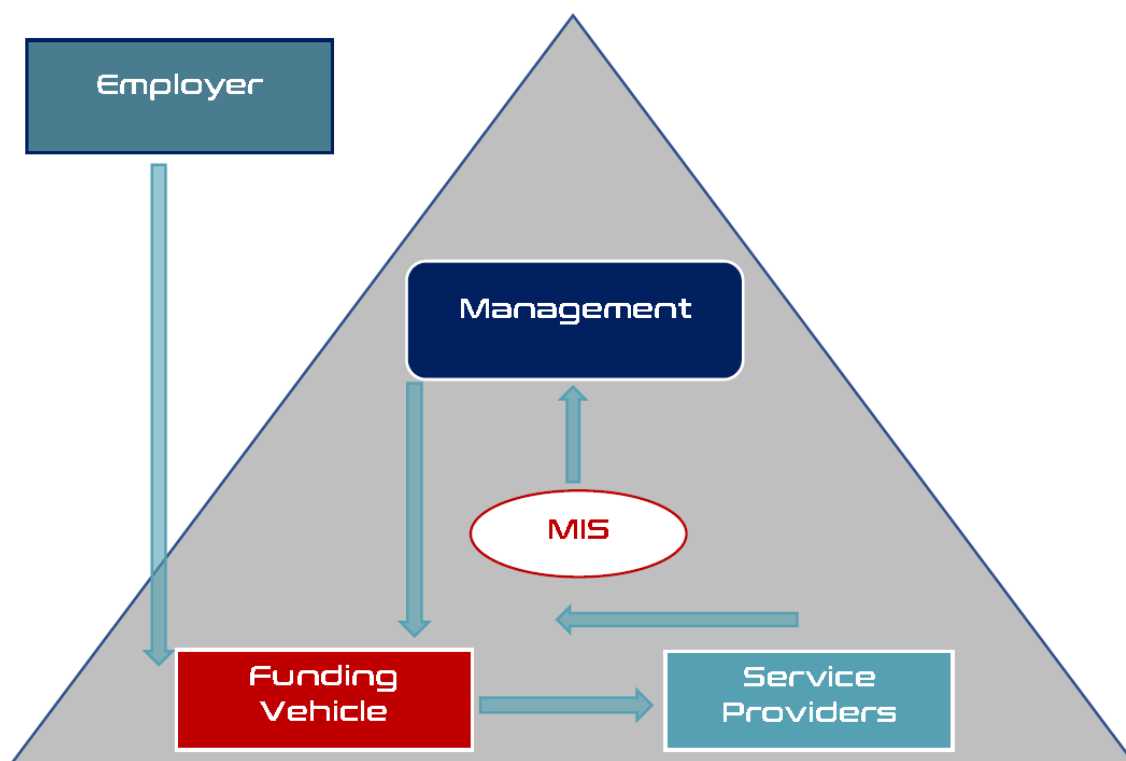 Employer
Management
MIS
Funding
Vehicle
Service
Providers